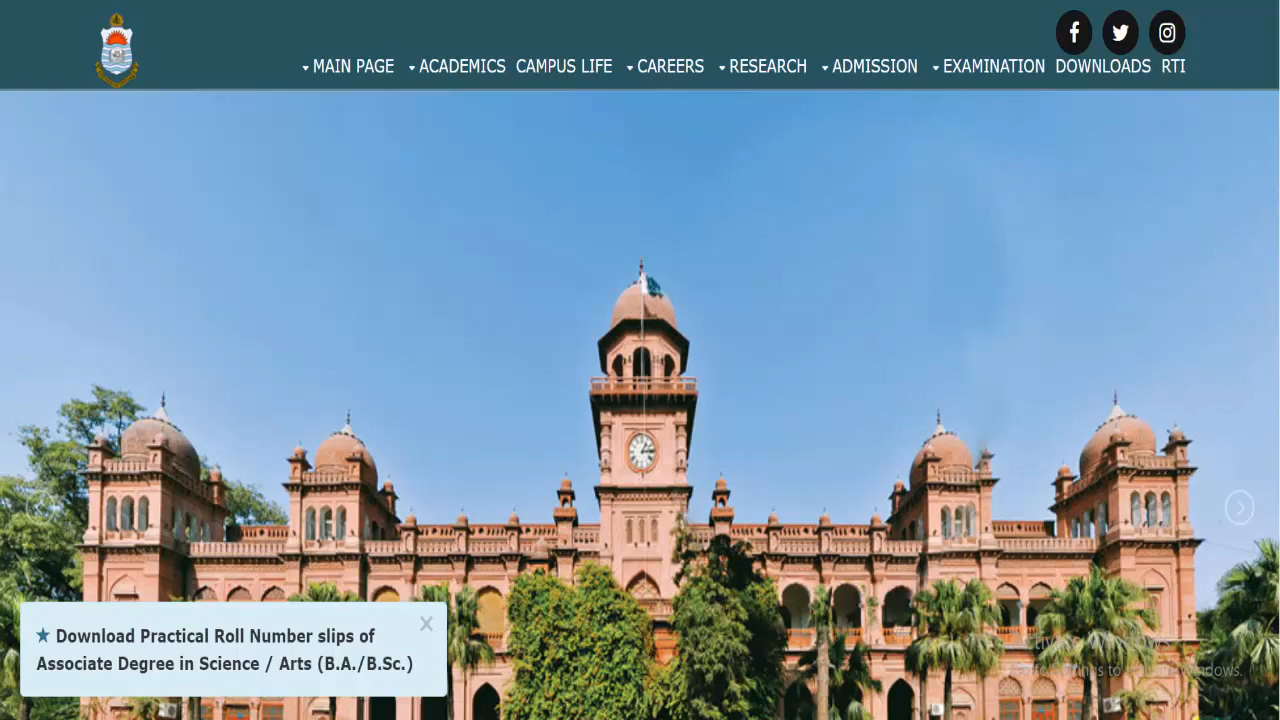 MAIN PAGE ACADEMICS CAMPUS LIFE CAREERS RESEARCH ADMISSION EXAMINATION DOWNLOADS RTI
★ Download Practical Roll Number slips of
Associate Degree in Science / Arts (B.A./B.Sc.)